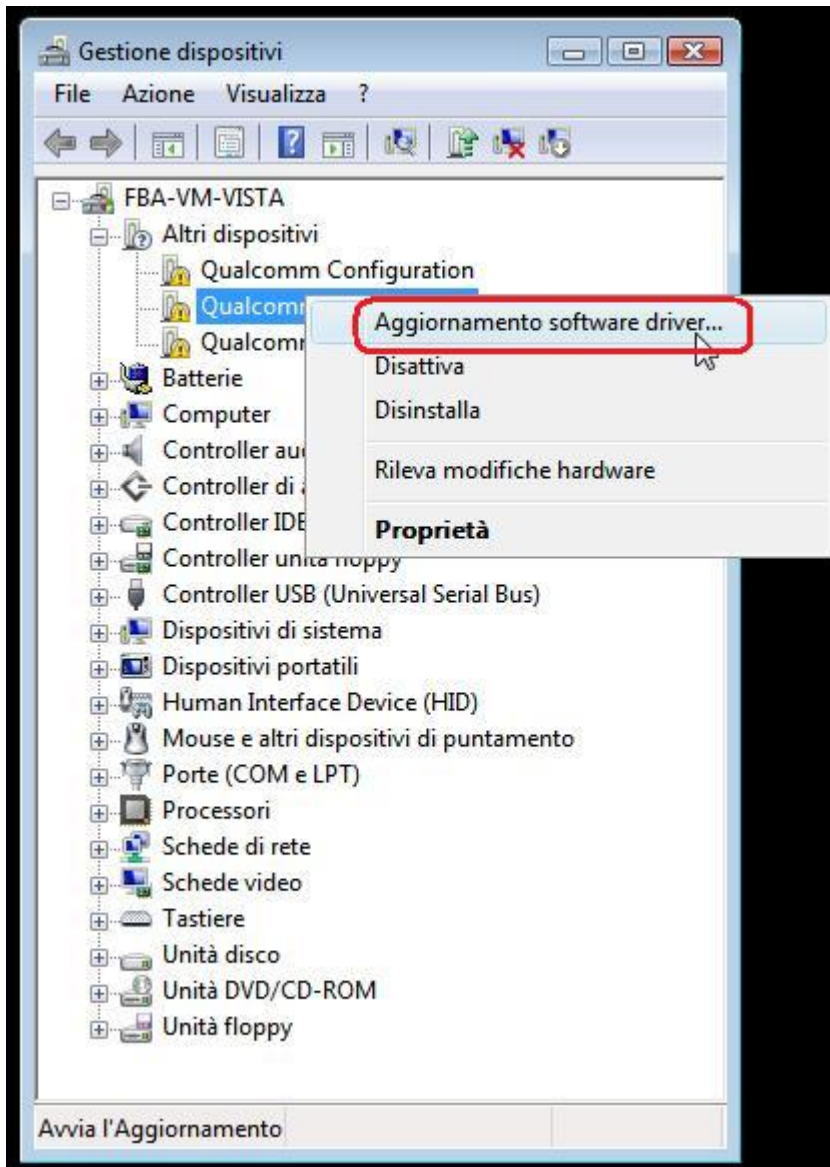 Gestione dispositivi
File Azione Visualizza ?
FBA-VM-VISTA
Altri dispositivi
Qualcomm Configuration
Qualcomm
Aggiornamento software driver...
Qualcomm
Disattiva
Batterie
Computer
Disinstalla
Controller
Rileva modifiche hardware
Controller di
Controller IDE
Proprietà
Controller unità floppy
Controller USB (Universal Serial Bus)
Dispositivi di sistema
Dispositivi portatili
Human Interface Device (HID)
Mouse e altri dispositivi di puntamento
Porte (COM e LPT)
Processori
Schede di rete
Schede video
Tastiere
Unità disco
Unità DVD/CD-ROM
Unità floppy
Avvia l'Aggiornamento